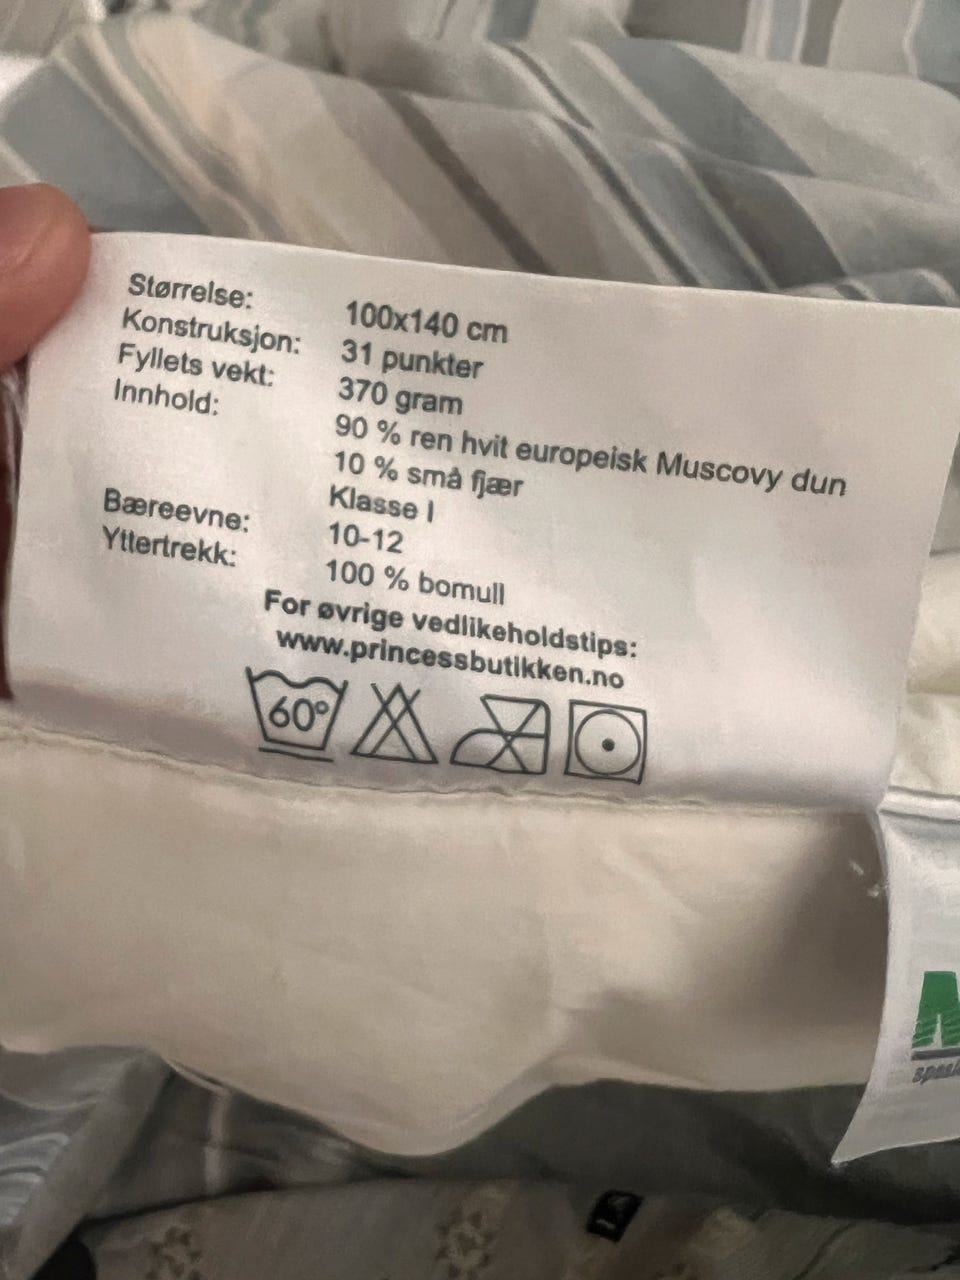 Størrelse: 100x140 cm
Konstruksjon: 31 punkter
Fyllets vekt: 370 gram
Innhold: 90 % ren hvit europeisk Muscovy dun
10 % små fjær
Klasse I
Bæreevne: 10-12
Yttertrekk: 100 % bomull
For øvrige vedlikeholdstips:
www.princessbutikken.no
60°